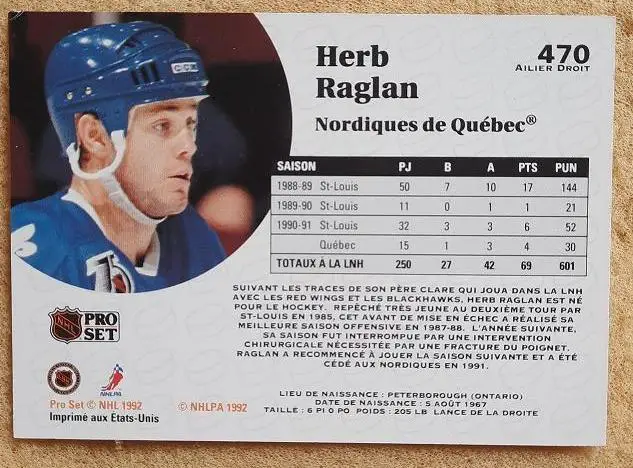 CCM
Herb
Raglan
470
AILIER DROIT
Nordiques de Québec®
SAISON PJ B A PTS PUN
1988-89 St-Louis 50 7 10 17 144
1989-90 St-Louis 11 0 1 1 21
1990-91 St-Louis 32 3 3 6 52
Québec 15 1 3 4 30
TOTAUX À LA LNH 250 27 42 69 601
SUIVANT LES TRACES DE SON PÈRE CLARE QUI JOUA DANS LA LNH
AVEC LES RED WINGS ET LES BLACKHAWKS, HERB RAGLAN EST NÉ
POUR LE HOCKEY. REPÊCHÉ TRÈS JEUNE AU DEUXIÈME TOUR PAR
ST-LOUIS EN 1985, CET AVANT DE MISE EN ÉCHEC A RÉALISÉ SA
MEILLEURE SAISON OFFENSIVE EN 1987-88. L'ANNÉE SUIVANTE,
SA SAISON FUT INTERROMPUE PAR UNE INTERVENTION
CHIRURGICALE NÉCESSITÉE PAR UNE FRACTURE DU POIGNET.
RAGLAN A RECOMMENCÉ À JOUER LA SAISON SUIVANTE ET A ÉTÉ
CÉDÉ AUX NORDIQUES EN 1991.
NHL PRO
SET
NHLPA
LIEU DE NAISSANCE : PETERBOROUGH (ONTARIO)
DATE DE NAISSANCE : 5 AOÛT 1967
TAILLE : 6 PI 0 PO POIDS : 205 LB LANCE DE LA DROITE
Pro Set © NHL 1992 © NHLPA 1992
Imprimé aux États-Unis